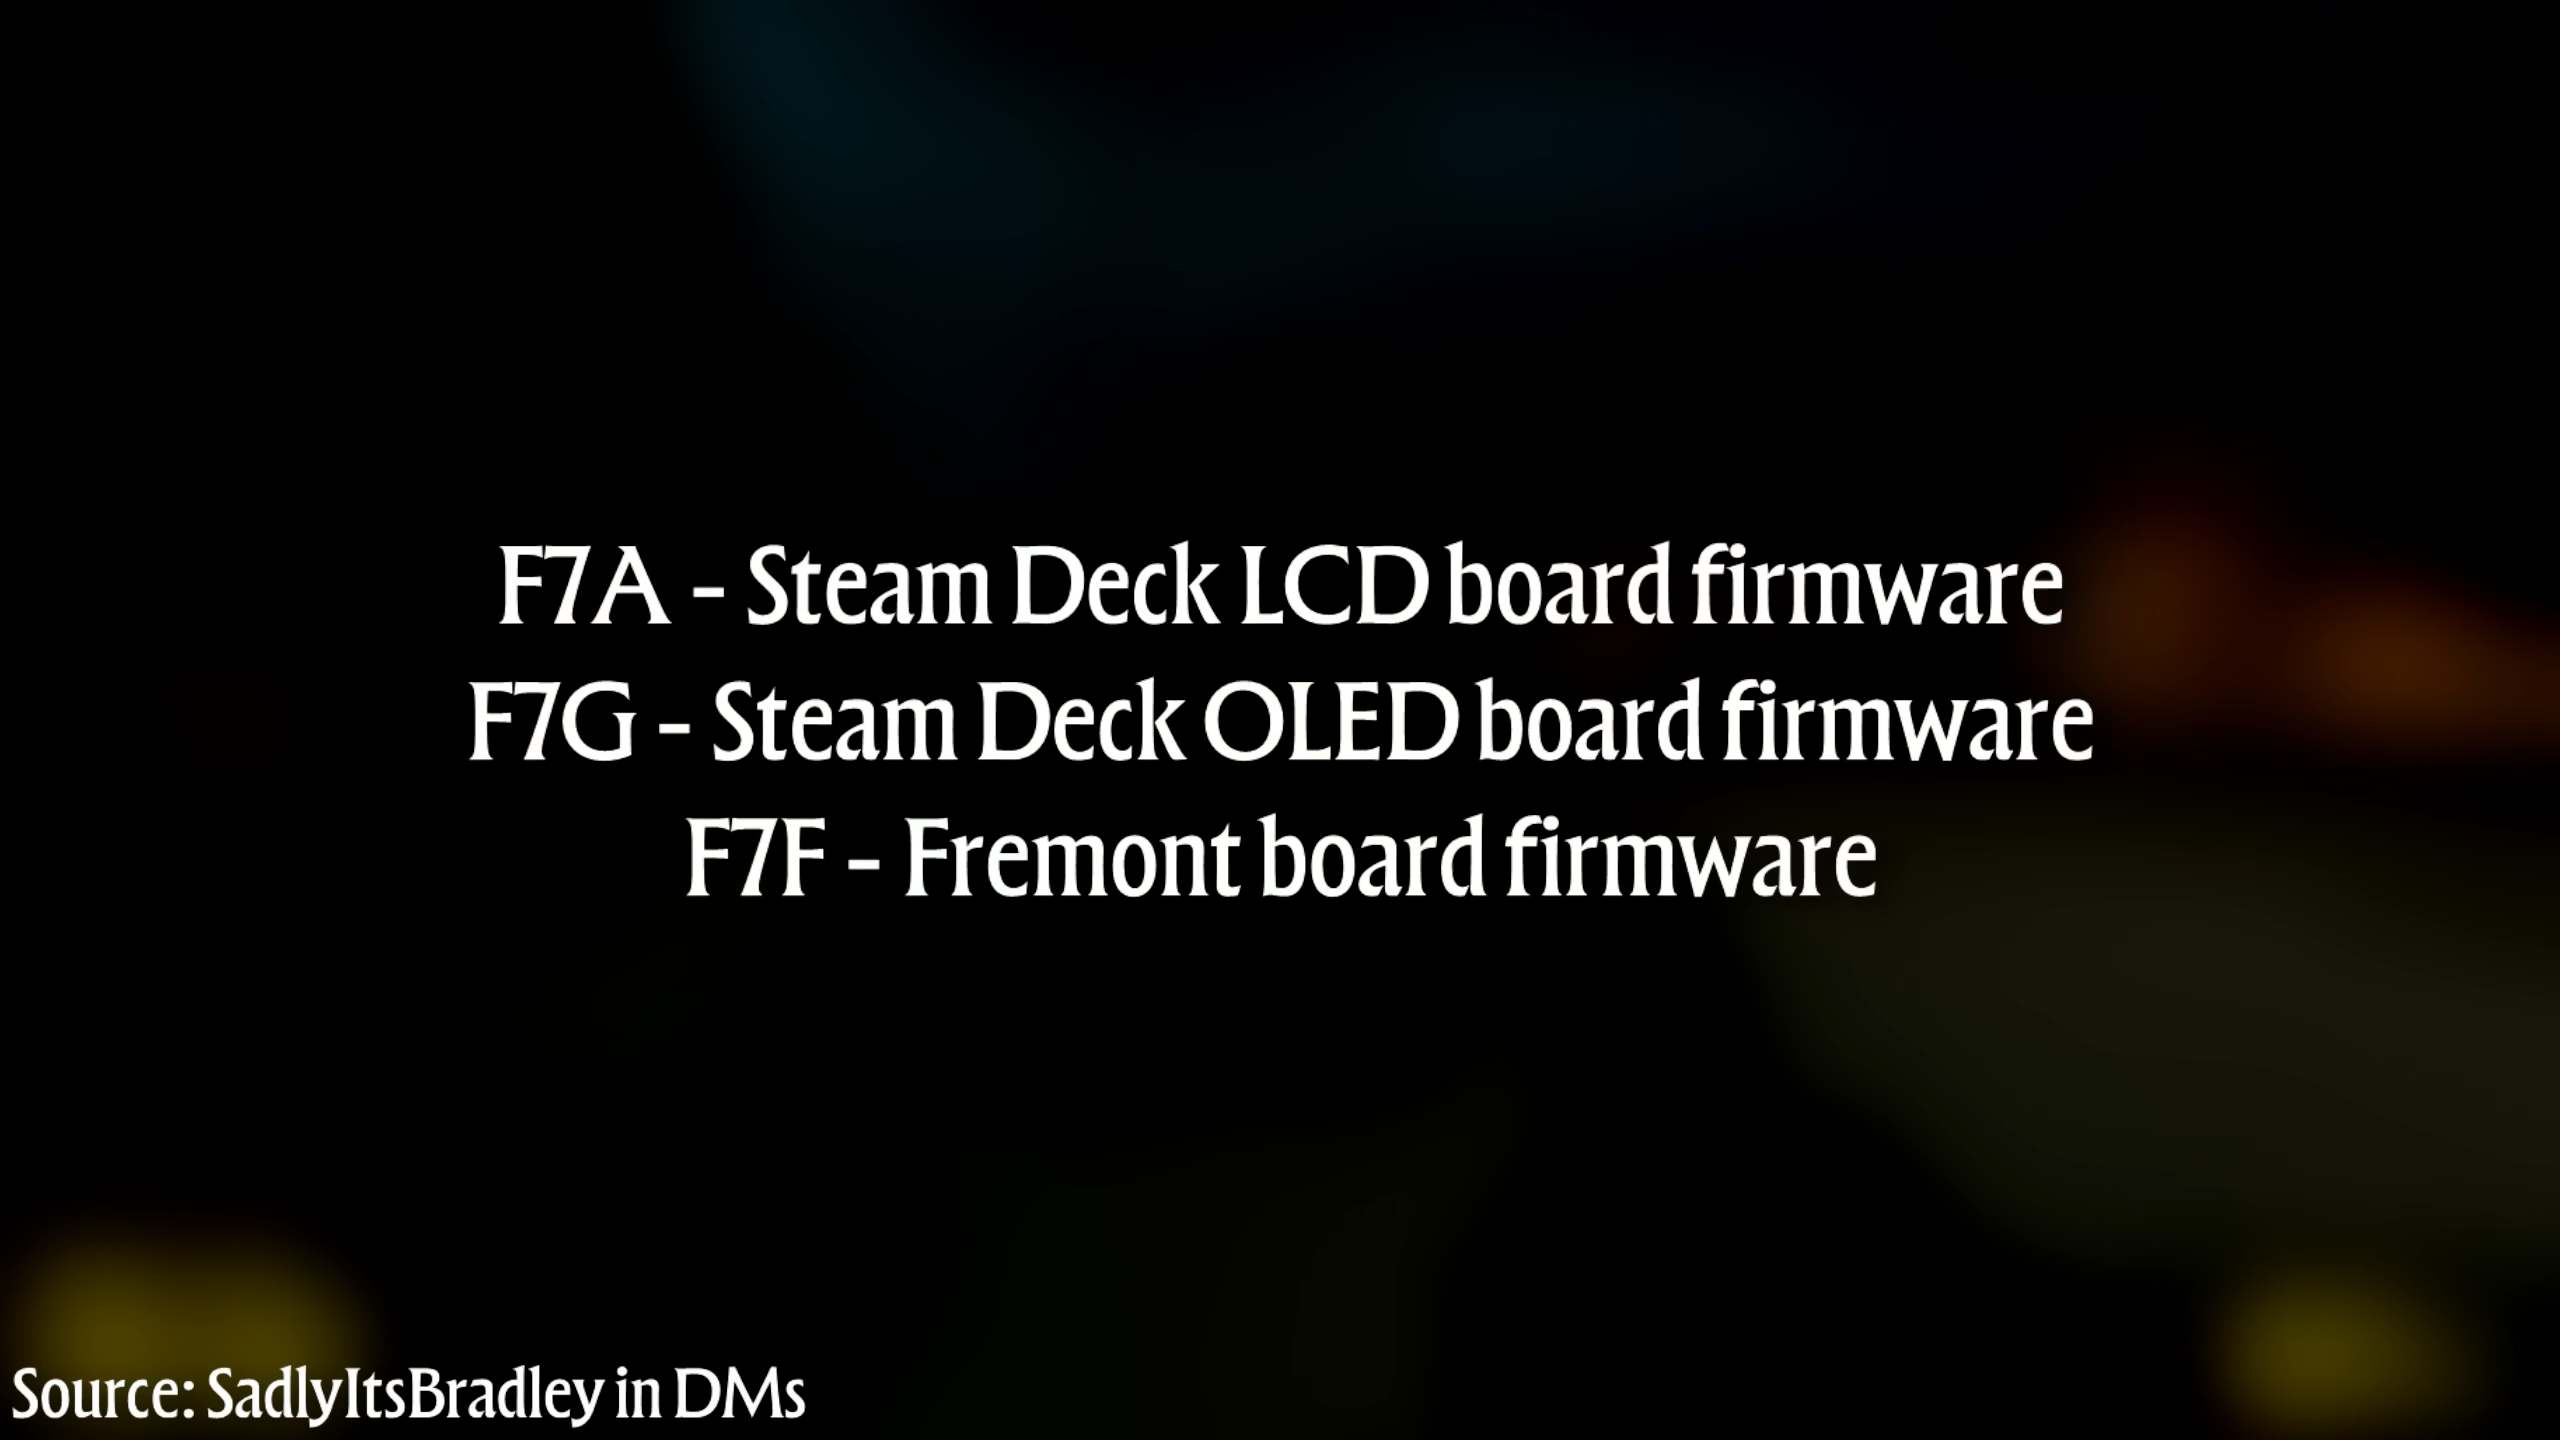 F7A - Steam Deck LCD board firmware
F7G - Steam Deck OLED board firmware
F7F - Fremont board firmware
Source: SadlyItsBradley in DMs